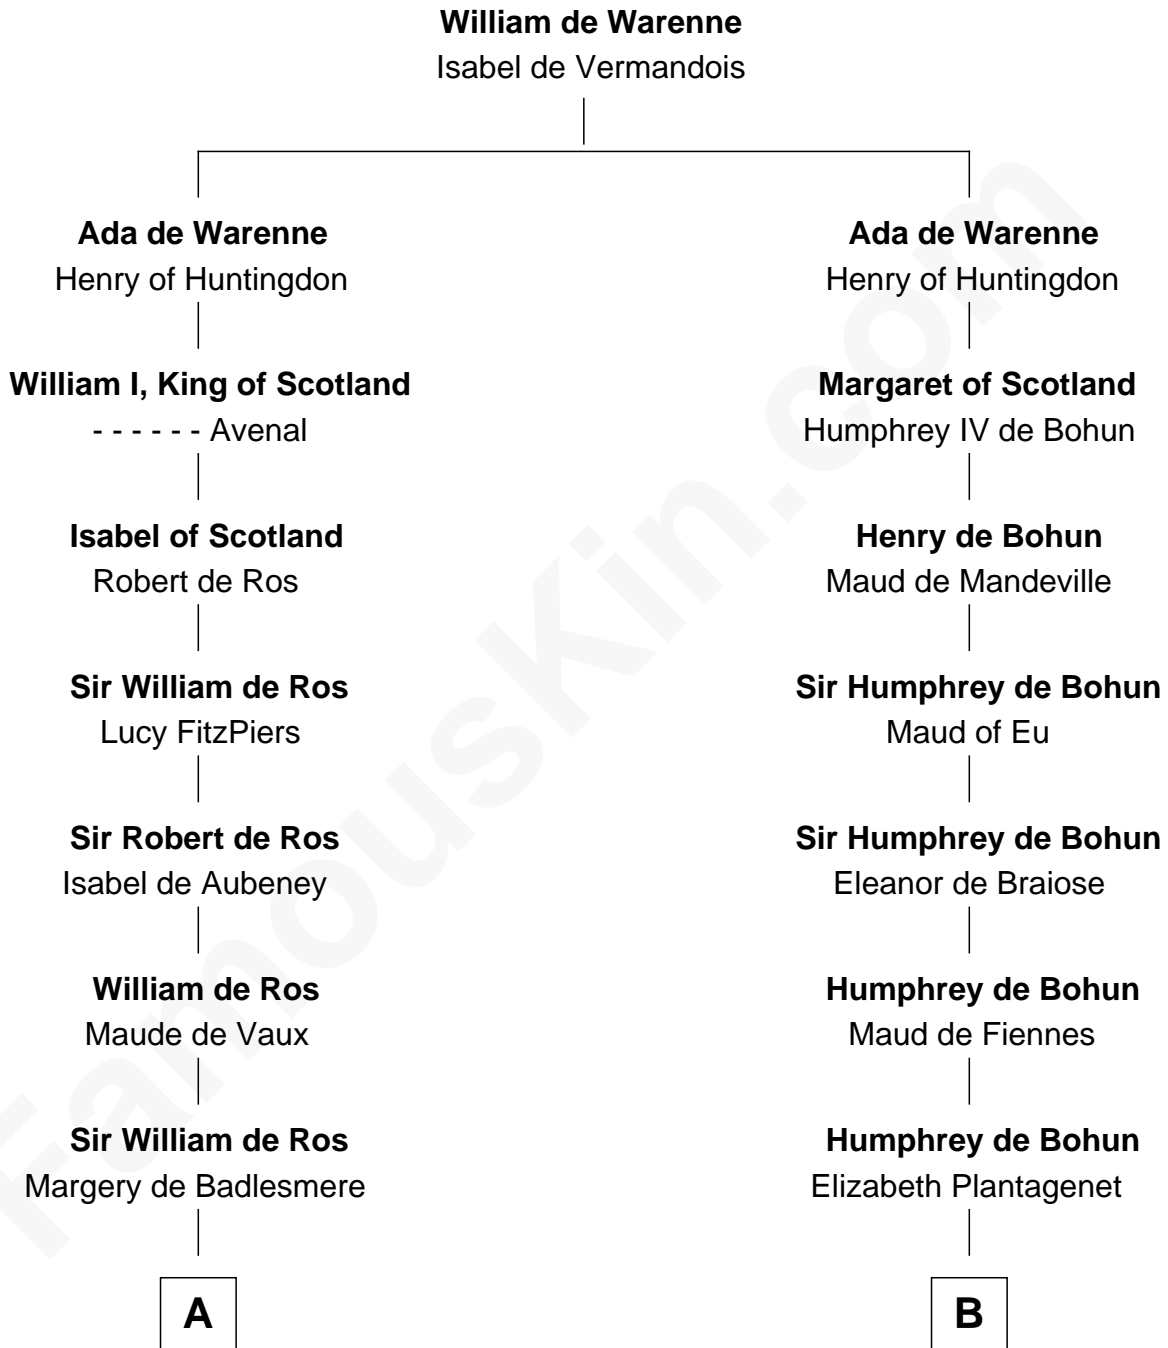 William de Warenne
Isabel de Vermandois
Ada de Warenne
Henry of Huntingdon
Ada de Warenne
Henry of Huntingdon
William I, King of Scotland
- - - - - - Avenal
Margaret of Scotland
Humphrey IV de Bohun
Isabel of Scotland
Robert de Ros
Henry de Bohun
Maud de Mandeville
Sir William de Ros
Lucy FitzPiers
Sir Humphrey de Bohun
Maud of Eu
Sir Robert de Ros
Isabel de Aubeney
Sir Humphrey de Bohun
Eleanor de Braiose
William de Ros
Maude de Vaux
Humphrey de Bohun
Maud de Fiennes
Sir William de Ros
Margery de Badlesmere
Humphrey de Bohun
Elizabeth Plantagenet
A
B
FamousKin.com